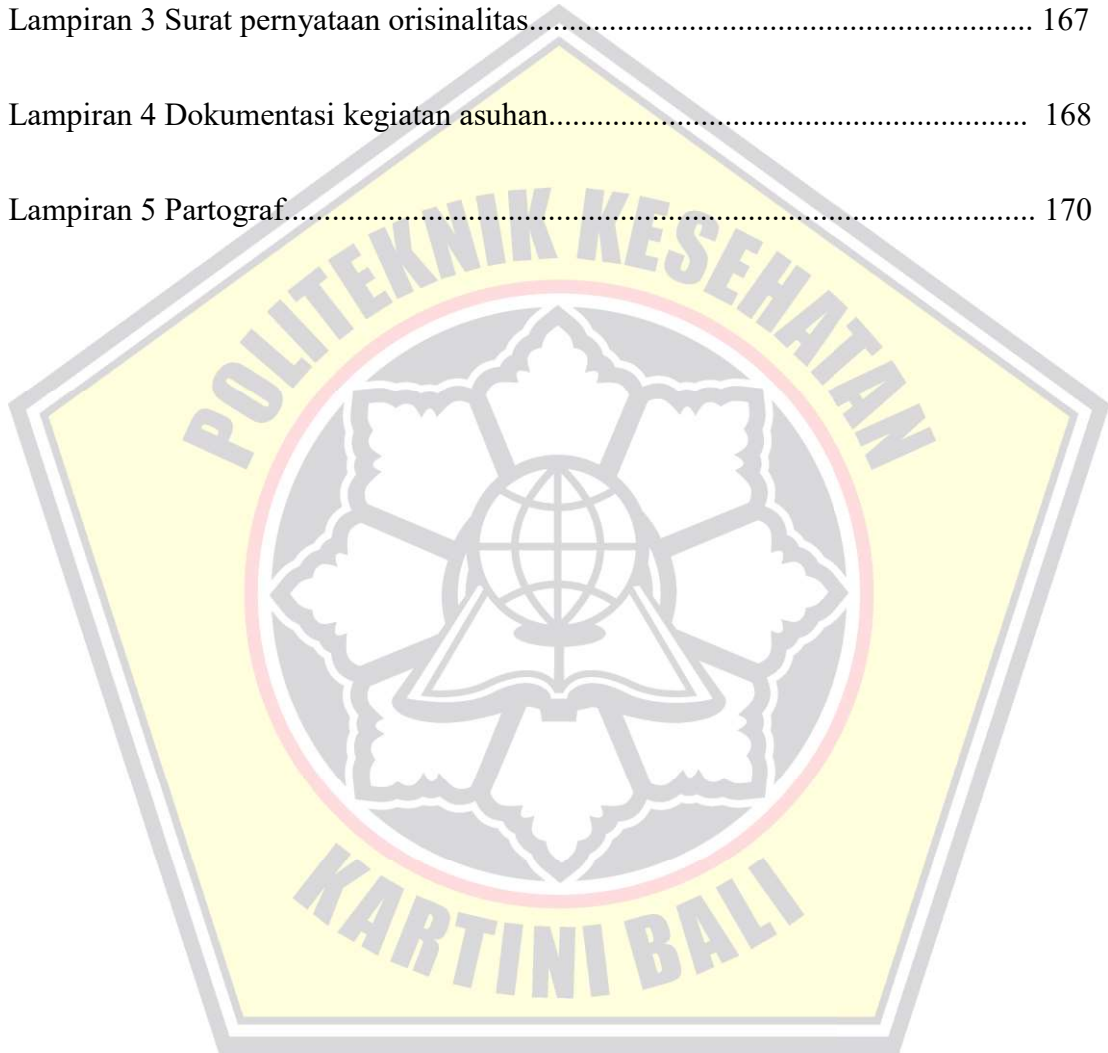 Lampiran 3 Surat pernyataan orisinalitas................................................................ 167
Lampiran 4 Dokumentasi kegiatan asuhan............................................................. 168
Lampiran 5 Partograf................................................................................................ 170
POLITEKNIK KESEHATAN
KARTINI BALI